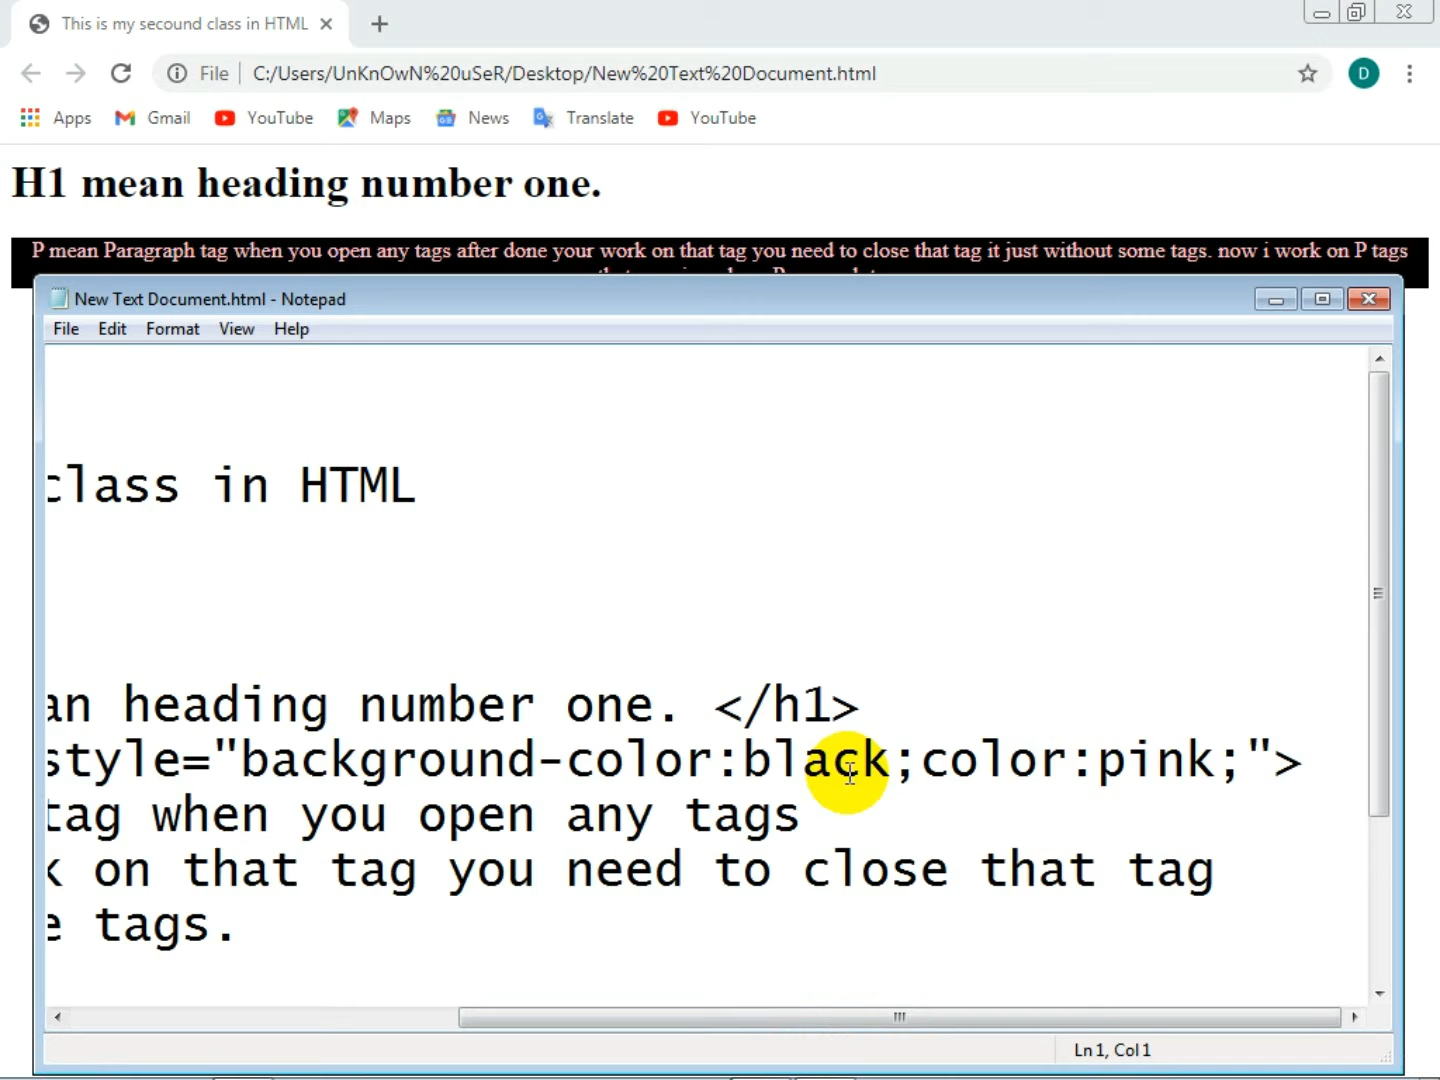 This is my secound class in HTML
File C:/Users/UnKnOwN%20uSeR/Desktop/New%20Text%20Document.html
D
Apps Gmail YouTube Maps News Translate YouTube
H1 mean heading number one.
P mean Paragraph tag when you open any tags after done your work on that tag you need to close that tag it just without some tags. now i work on P tags
New Text Document.html - Notepad
File Edit Format View Help
class in HTML
an heading number one. </h1>
style="background-color:black;color:pink;">
tag when you open any tags
k on that tag you need to close that tag
e tags.
Ln 1, Col 1